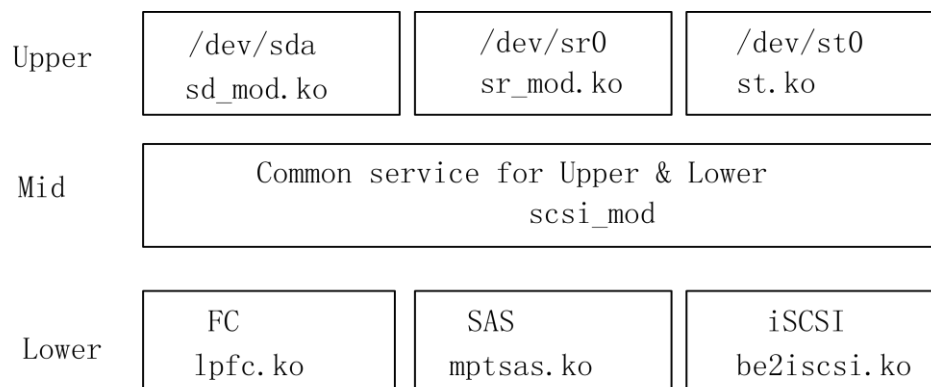 Upper
/dev/sda
sd_mod.ko
/dev/sr0
sr_mod.ko
/dev/st0
st.ko
Mid
Common service for Upper & Lower
scsi_mod
Lower
FC
lpfc.ko
SAS
mptsas.ko
iSCSI
be2iscsi.ko